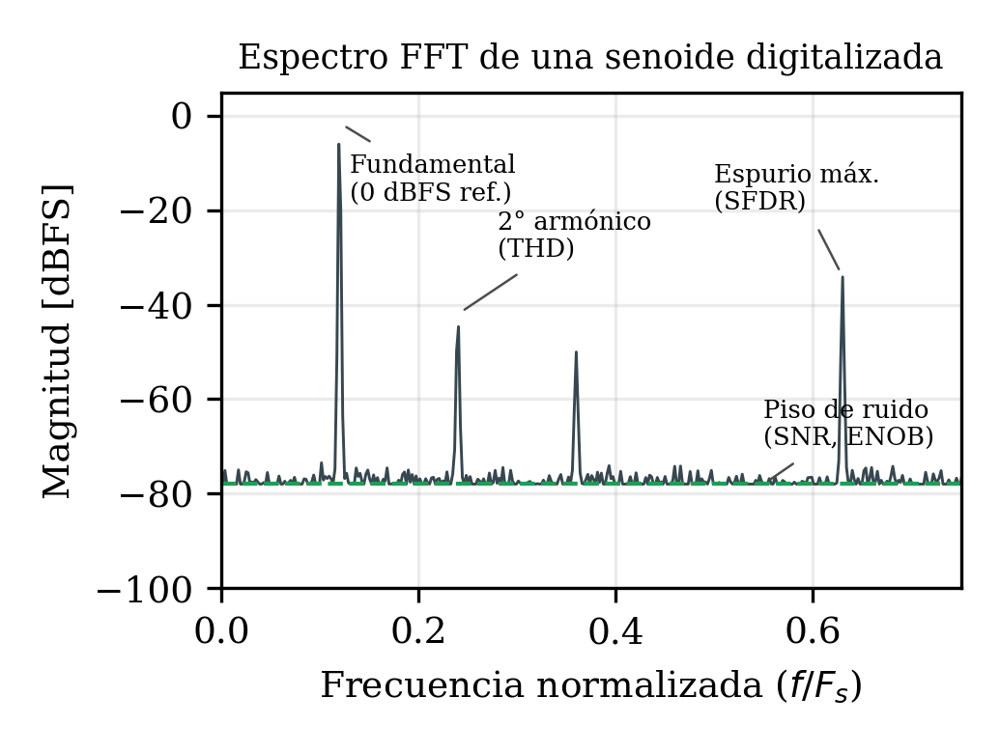 Espectro FFT de una senoide digitalizada
Magnitud [dBFS]
0
−20
−40
−60
−80
−100
Fundamental
(0 dBFS ref.)
2° armónico
(THD)
Espurio máx.
(SFDR)
Piso de ruido
(SNR, ENOB)
0.0 0.2 0.4 0.6
Frecuencia normalizada (f/Fₛ)